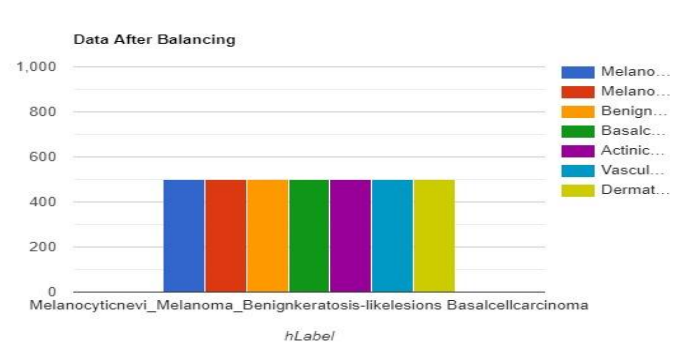 Data After Balancing
1,000
800
600
400
200
0
Melano...
Melano...
Benign...
Basalc...
Actinic...
Vascul...
Dermat...
Melanocyticnevi_Melanoma_Benignkeratosis-likelesions Basalcellcarcinoma
hLabel